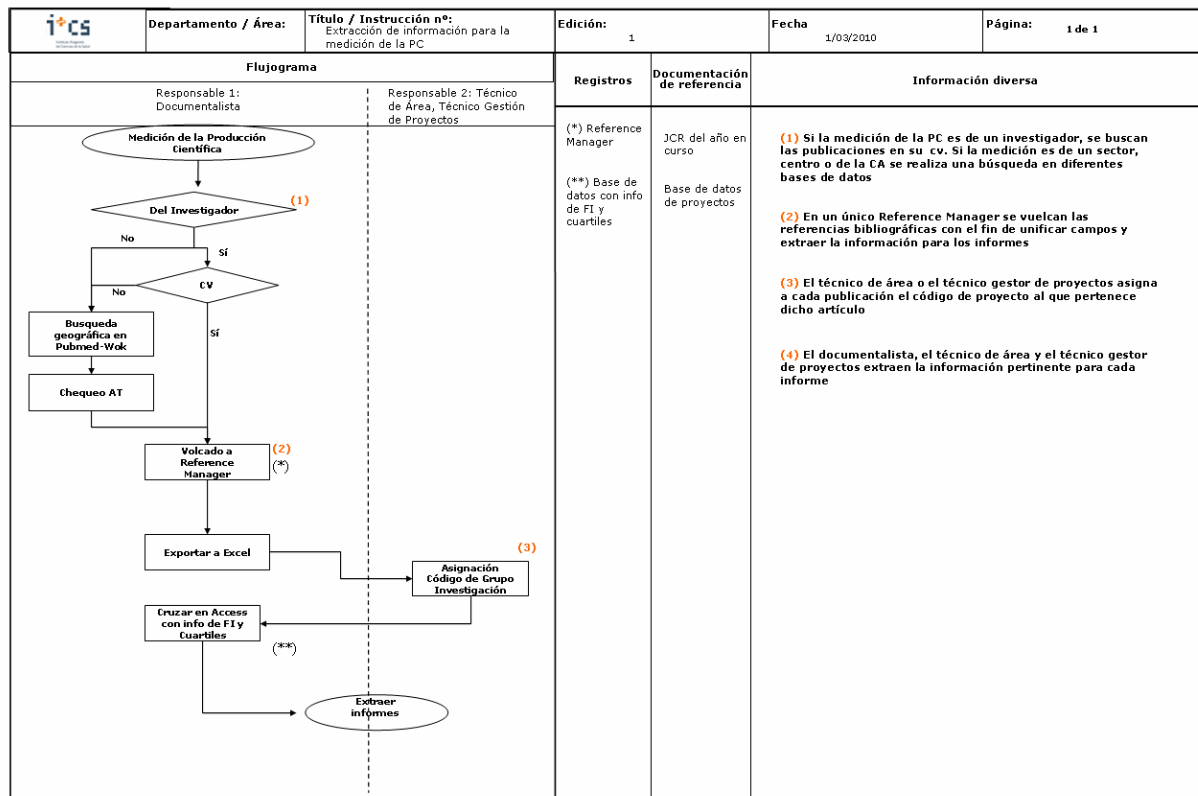 i+cs
Departamento / Área:
Título / Instrucción nº:
Extracción de información para la
medición de la PC
Edición:
1
Fecha
1/03/2010
Página:
1 de 1
Flujograma
Registros
Documentación
de referencia
Información diversa
Responsable 1:
Documentalista
Responsable 2: Técnico
de Área, Técnico Gestión
de Proyectos
Medición de la Producción
Científica
Del Investigador
(1)
No
Sí
CV
No
Sí
Busqueda
geográfica en
Pubmed-Wok
Chequeo AT
Volcado a
Reference
Manager
(2)
(*)
Exportar a Excel
(3)
Asignación
Código de Grupo
Investigación
Cruzar en Access
con info de FI y
Cuartiles
(**)
Extraer
informes
(*) Reference
Manager
(**) Base de
datos con info
de FI y
cuartiles
JCR del año en
curso
Base de datos
de proyectos
(1) Si la medición de la PC es de un investigador, se buscan
las publicaciones en su cv. Si la medición es de un sector,
centro o de la CA se realiza una búsqueda en diferentes
bases de datos
(2) En un único Reference Manager se vuelcan las
referencias bibliográficas con el fin de unificar campos y
extraer la información para los informes
(3) El técnico de área o el técnico gestor de proyectos asigna
a cada publicación el código de proyecto al que pertenece
dicho artículo
(4) El documentalista, el técnico de área y el técnico gestor
de proyectos extraen la información pertinente para cada
informe